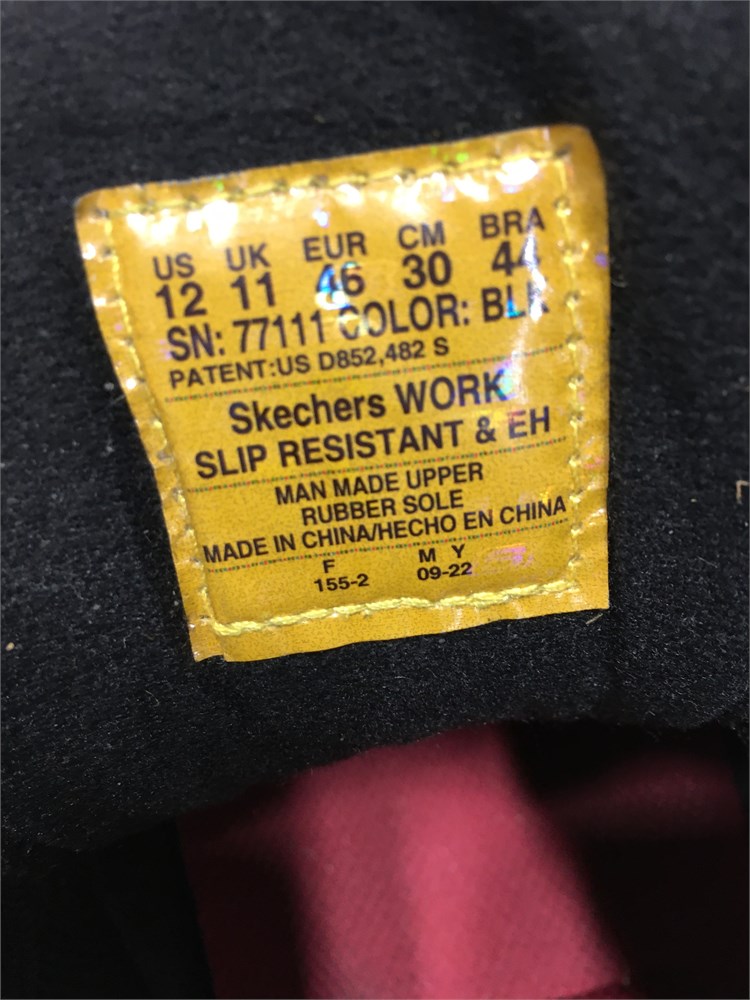 US UK EUR CM BRA
12 11 46 30 44
SN: 77111 COLOR: BLK
PATENT:US D852,482 S
Skechers WORK
SLIP RESISTANT & EH
MAN MADE UPPER
RUBBER SOLE
MADE IN CHINA/HECHO EN CHINA
F M Y
155-2 09-22